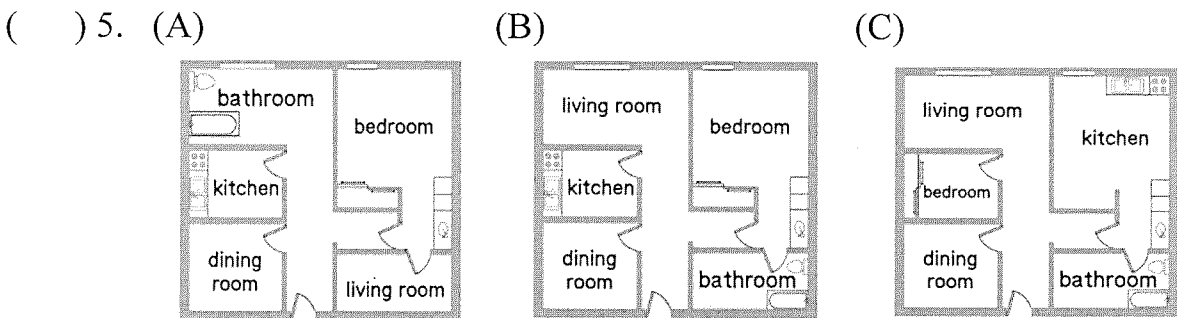 (　　) 5. (A) (B) (C)
bathroom
bedroom
kitchen
dining
room
living room
living room
bedroom
kitchen
dining
room
bathroom
living room
kitchen
bedroom
dining
room
bathroom